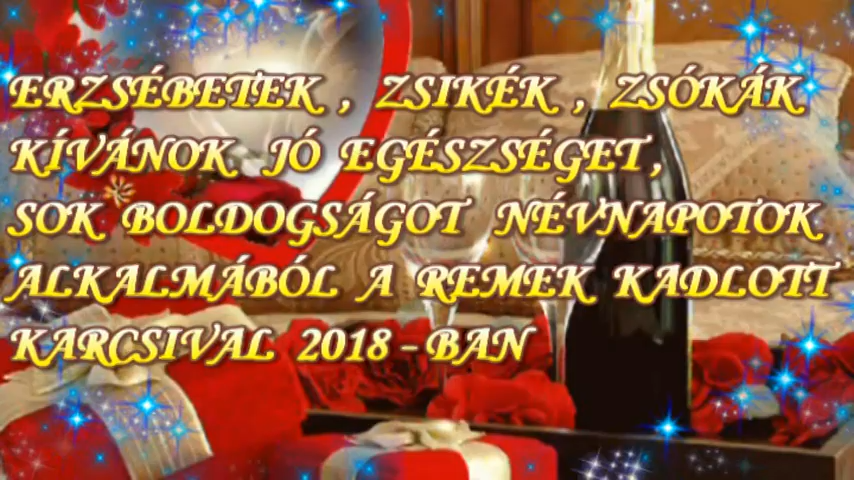 ERZSÉBETEK , ZSIKÉK , ZSÓKÁK
KÍVÁNOK JÓ EGÉSZSÉGET ,
SOK BOLDOGSÁGOT NÉVNAPOTOK
ALKALMÁBÓL A REMEK KADLOTT
KARCSIVAL 2018 - BAN